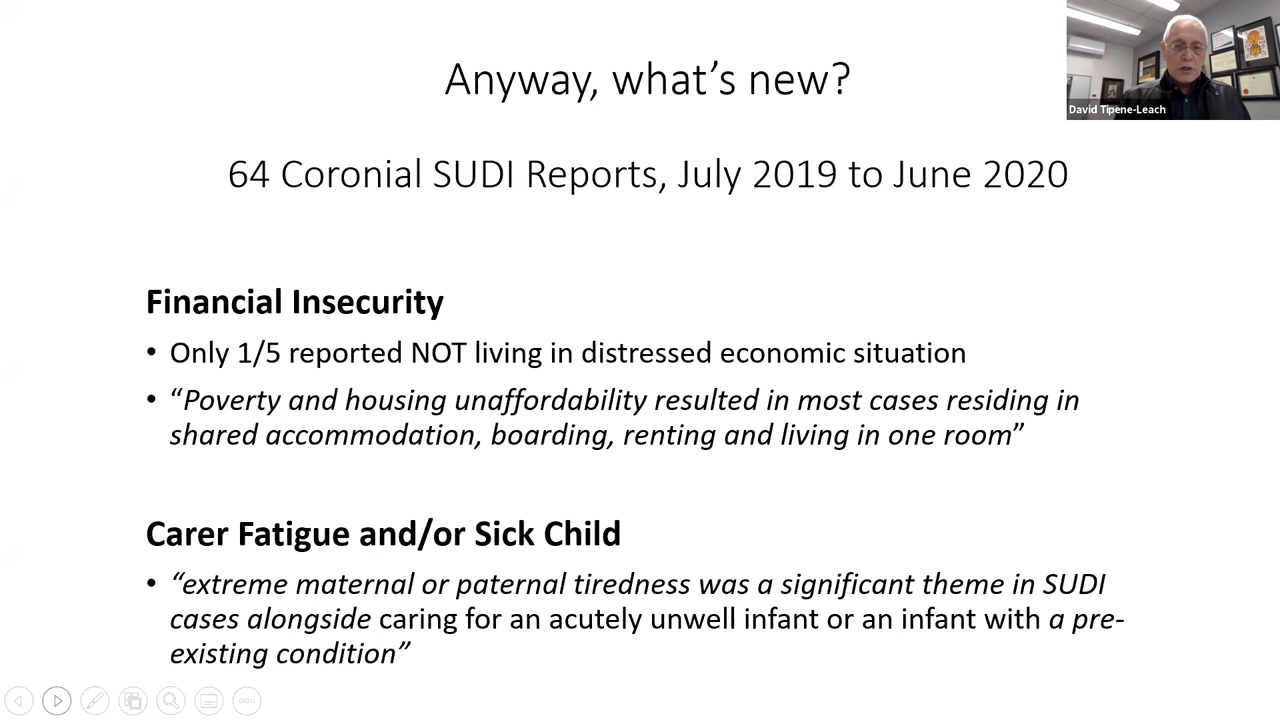 Anyway, what’s new?
David Tipene-Leach
64 Coronial SUDI Reports, July 2019 to June 2020
Financial Insecurity
• Only 1/5 reported NOT living in distressed economic situation
• “Poverty and housing unaffordability resulted in most cases residing in
shared accommodation, boarding, renting and living in one room”
Carer Fatigue and/or Sick Child
• “extreme maternal or paternal tiredness was a significant theme in SUDI
cases alongside caring for an acutely unwell infant or an infant with a pre-
existing condition”